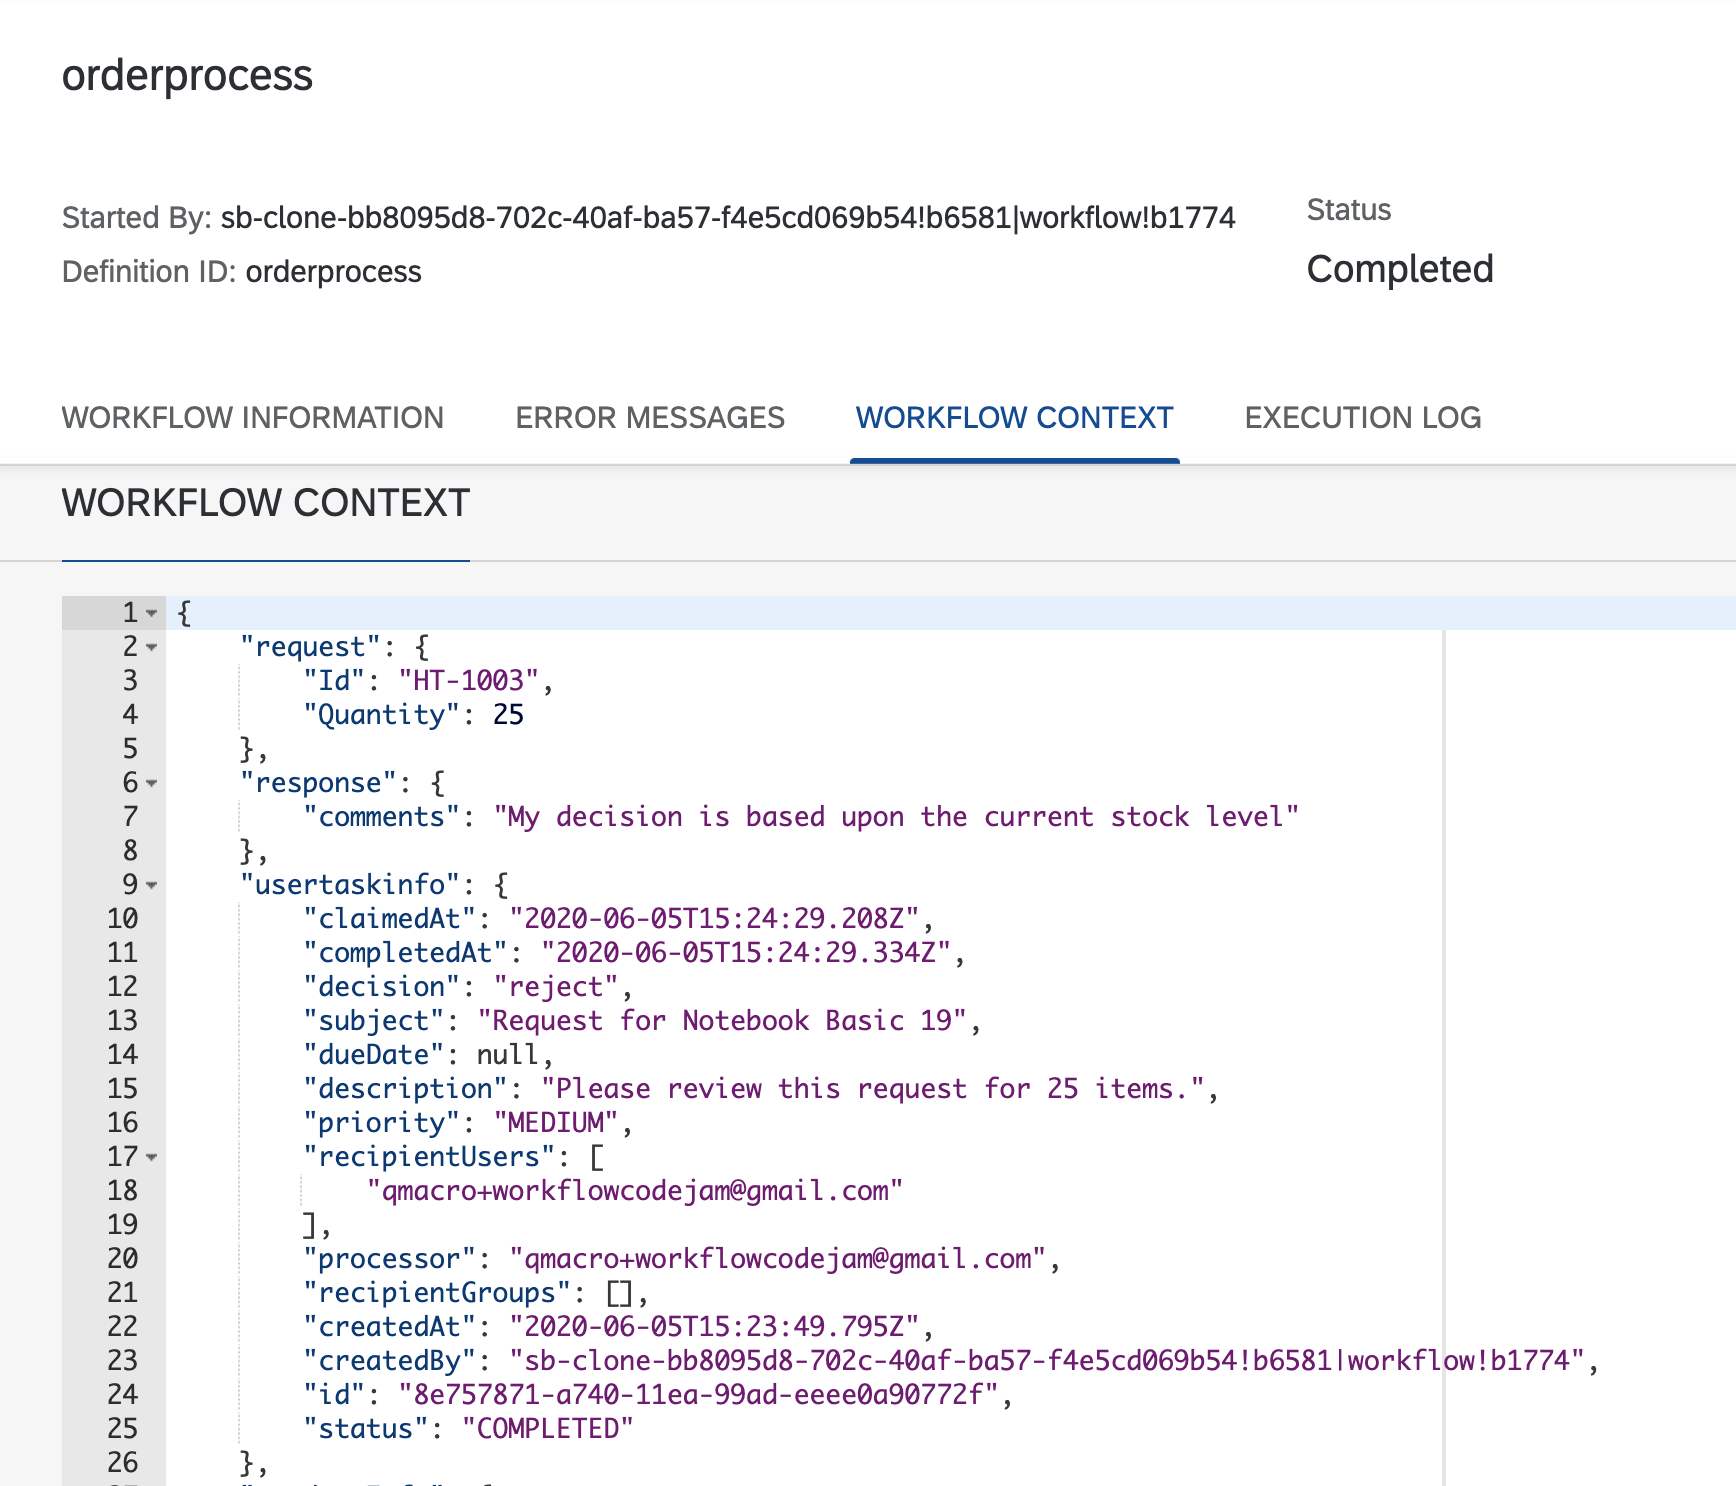 orderprocess
Started By: sb-clone-bb8095d8-702c-40af-ba57-f4e5cd069b54!b6581|workflow!b1774
Definition ID: orderprocess
Status
Completed
WORKFLOW INFORMATION ERROR MESSAGES WORKFLOW CONTEXT EXECUTION LOG
WORKFLOW CONTEXT
1 {
2 "request": {
3 "Id": "HT-1003",
4 "Quantity": 25
5 },
6 "response": {
7 "comments": "My decision is based upon the current stock level"
8 },
9 "usertaskinfo": {
10 "claimedAt": "2020-06-05T15:24:29.208Z",
11 "completedAt": "2020-06-05T15:24:29.334Z",
12 "decision": "reject",
13 "subject": "Request for Notebook Basic 19",
14 "dueDate": null,
15 "description": "Please review this request for 25 items.",
16 "priority": "MEDIUM",
17 "recipientUsers": [
18 "qmacro+workflowcodejam@gmail.com"
19 ],
20 "processor": "qmacro+workflowcodejam@gmail.com",
21 "recipientGroups": [],
22 "createdAt": "2020-06-05T15:23:49.795Z",
23 "createdBy": "sb-clone-bb8095d8-702c-40af-ba57-f4e5cd069b54!b6581|workflow!b1774",
24 "id": "8e757871-a740-11ea-99ad-eeee0a90772f",
25 "status": "COMPLETED"
26 },